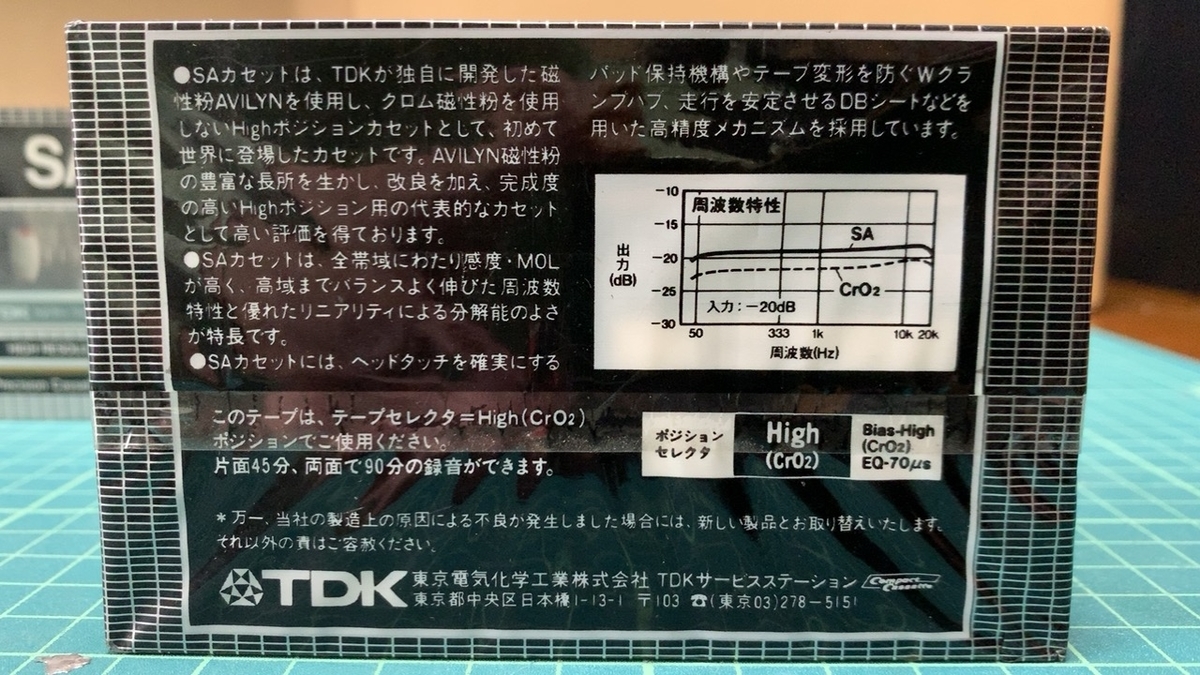 ●SAカセットは、TDKが独自に開発した磁
性粉AVILYNを使用し、クロム磁性粉を使用
しないHighポジションカセットとして、初めて
世界に登場したカセットです。AVILYN磁性粉
の豊富な長所を生かし、改良を加え、完成度
の高いHighポジション用の代表的なカセット
として高い評価を得ております。
●SAカセットは、全帯域にわたり感度・MOL
が高く、高域までバランスよく伸びた周波数
特性と優れたリニアリティによる分解能のよさ
が特長です。
●SAカセットには、ヘッドタッチを確実にする
パッド保持機構やテープ変形を防ぐWクラ
ンプハブ、走行を安定させるDBシートなどを
用いた高精度メカニズムを採用しています。
周波数特性
出力(dB)
-10
-15
-20
-25
-30
SA
CrO2
入力:-20dB
50 333 1k 10k 20k
周波数(Hz)
このテープは、テープセレクタ=High(CrO2)
ポジションでご使用ください。
片面45分、両面で90分の録音ができます。
ポジション
セレクタ
High
(CrO2)
Bias-High
(CrO2)
EQ-70μs
*万一、当社の製造上の原因による不良が発生しました場合には、新しい製品とお取り替えいたします。
それ以外の責はご容赦ください。
TDK
東京電気化学工業株式会社 TDKサービスステーション
東京都中央区日本橋1-13-1 〒103 ☎(東京03)278-5151
Compact
Cassette
SA